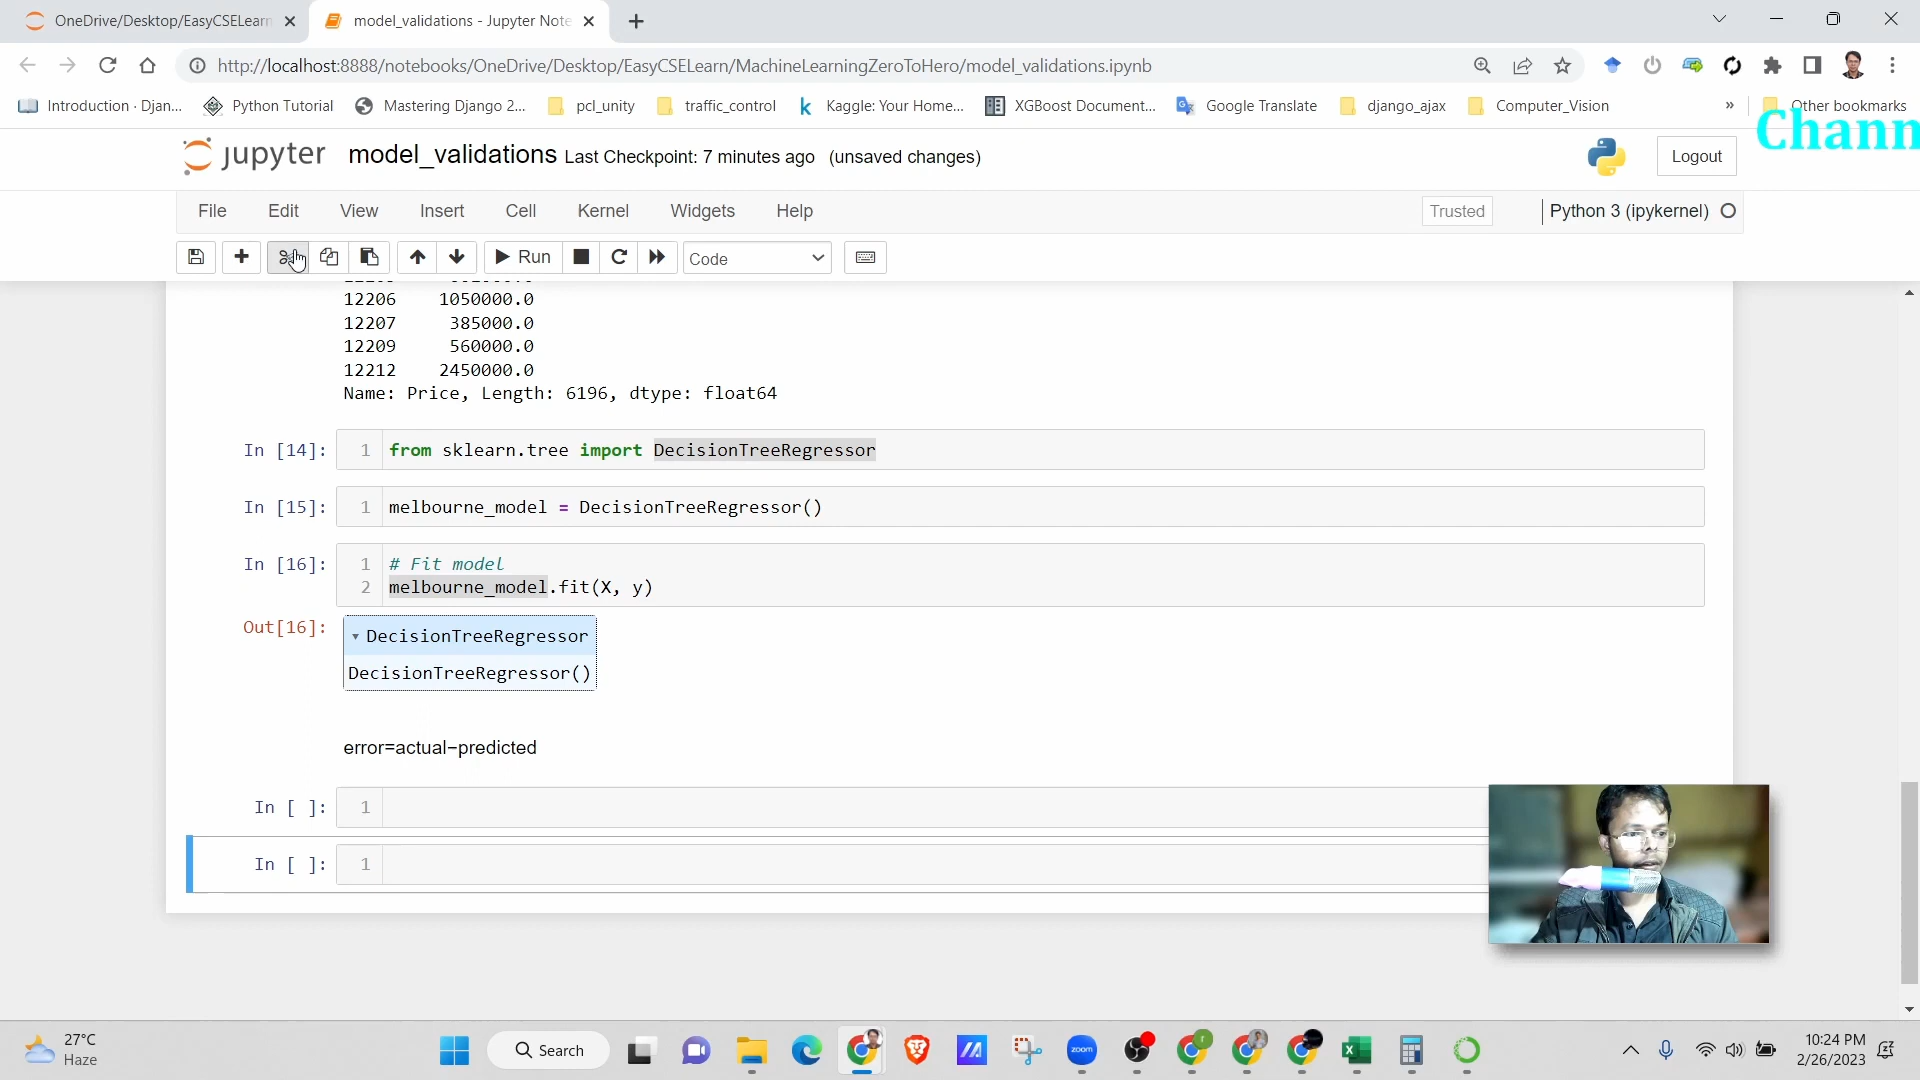 OneDrive/Desktop/EasyCSELearn
model_validations - Jupyter Note
http://localhost:8888/notebooks/OneDrive/Desktop/EasyCSELearn/MachineLearningZeroToHero/model_validations.ipynb
Introduction · Djan... Python Tutorial Mastering Django 2... pcl_unity traffic_control Kaggle: Your Home... XGBoost Document... Google Translate django_ajax Computer_Vision » Other bookmarks
Chann
jupyter model_validations Last Checkpoint: 7 minutes ago (unsaved changes) Logout
File Edit View Insert Cell Kernel Widgets Help Trusted Python 3 (ipykernel)
Run Code
12206 1050000.0
12207 385000.0
12209 560000.0
12212 2450000.0
Name: Price, Length: 6196, dtype: float64
In [14]: 1 from sklearn.tree import DecisionTreeRegressor
In [15]: 1 melbourne_model = DecisionTreeRegressor()
In [16]: 1 # Fit model
2 melbourne_model.fit(X, y)
Out[16]: ▾ DecisionTreeRegressor
DecisionTreeRegressor()
error=actual−predicted
In [ ]: 1
In [ ]: 1
27°C
Haze
Search
zoom
10:24 PM
2/26/2023